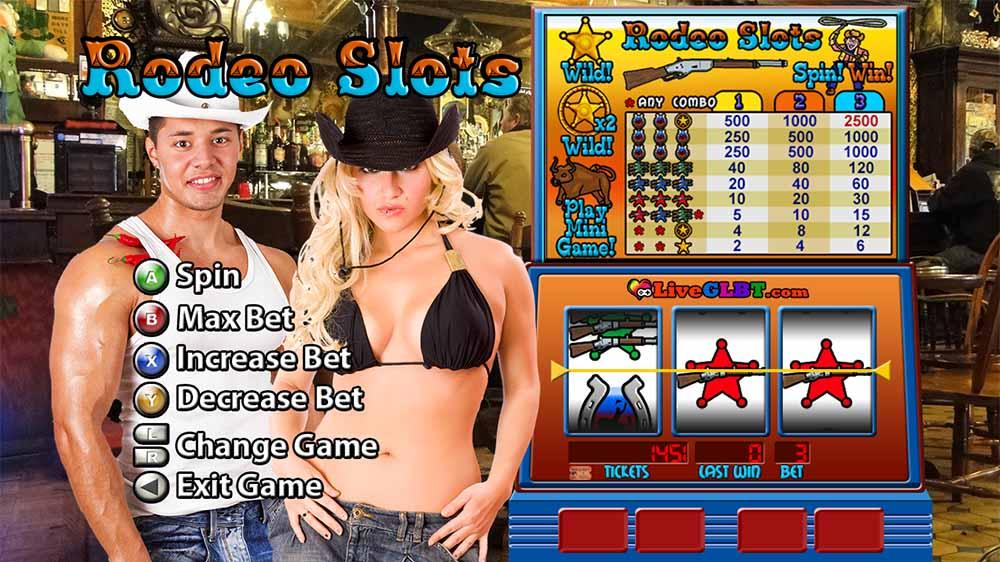 Rodeo Slots
A Spin
B Max Bet
X Increase Bet
Y Decrease Bet
L
R Change Game
Exit Game
Rodeo Slots
Wild!
Spin! Win!
x2
Wild!
Play
Mini
Game!
* ANY COMBO 1 2 3
500 1000 2500
250 500 1000
250 500 1000
40 80 120
20 40 60
10 20 30
5 10 15
4 8 12
2 4 6
LiveGLBT.com
1451 0 3
TICKETS LAST WIN BET